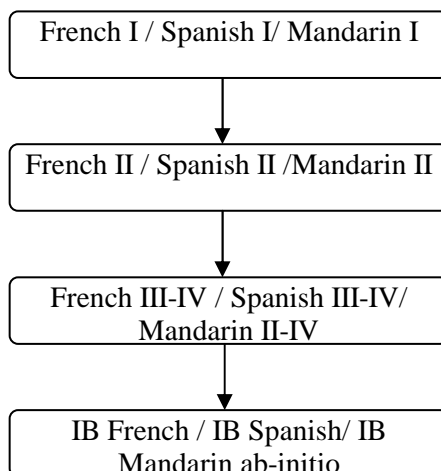 French I / Spanish I/ Mandarin I
French II / Spanish II /Mandarin II
French III-IV / Spanish III-IV/
Mandarin II-IV
IB French / IB Spanish/ IB
Mandarin ab-initio